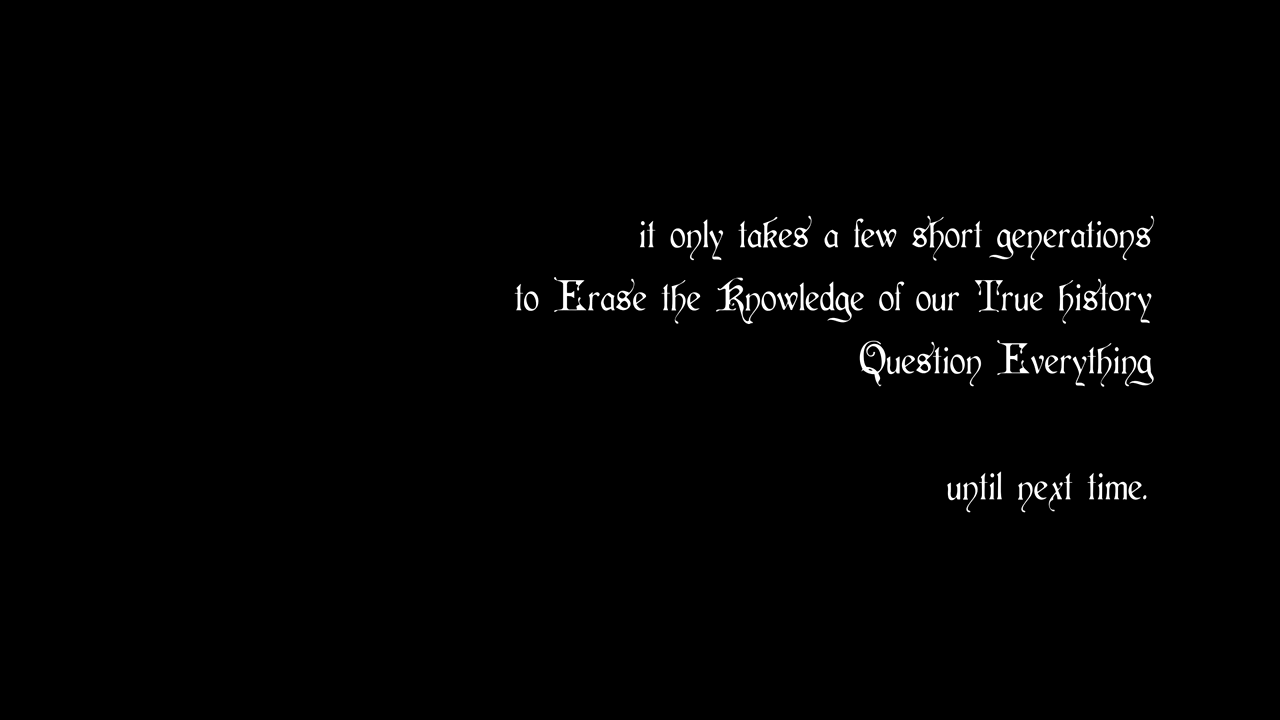 it only takes a few short generations
to Erase the Knowledge of our True history
Question Everything
until next time.